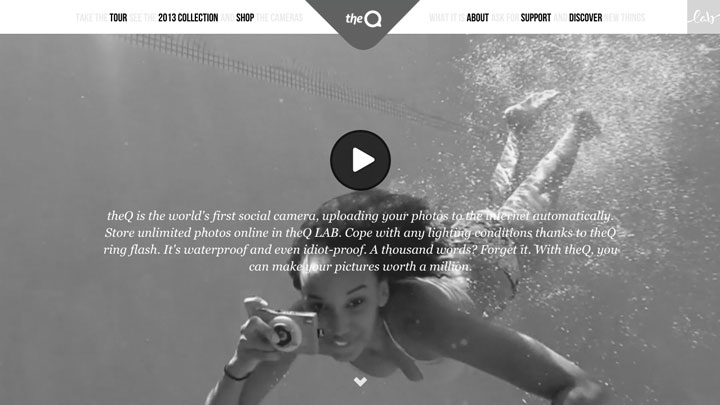 TAKE THE TOUR SEE THE 2013 COLLECTION AND SHOP THE CAMERAS
theQ
WHAT IT IS ABOUT ASK FOR SUPPORT AND DISCOVER NEW THINGS
Lab
theQ is the world's first social camera, uploading your photos to the internet automatically.
Store unlimited photos online in theQ LAB. Cope with any lighting conditions thanks to theQ
ring flash. It's waterproof and even idiot-proof. A thousand words? Forget it. With theQ, you
can make your pictures worth a million.